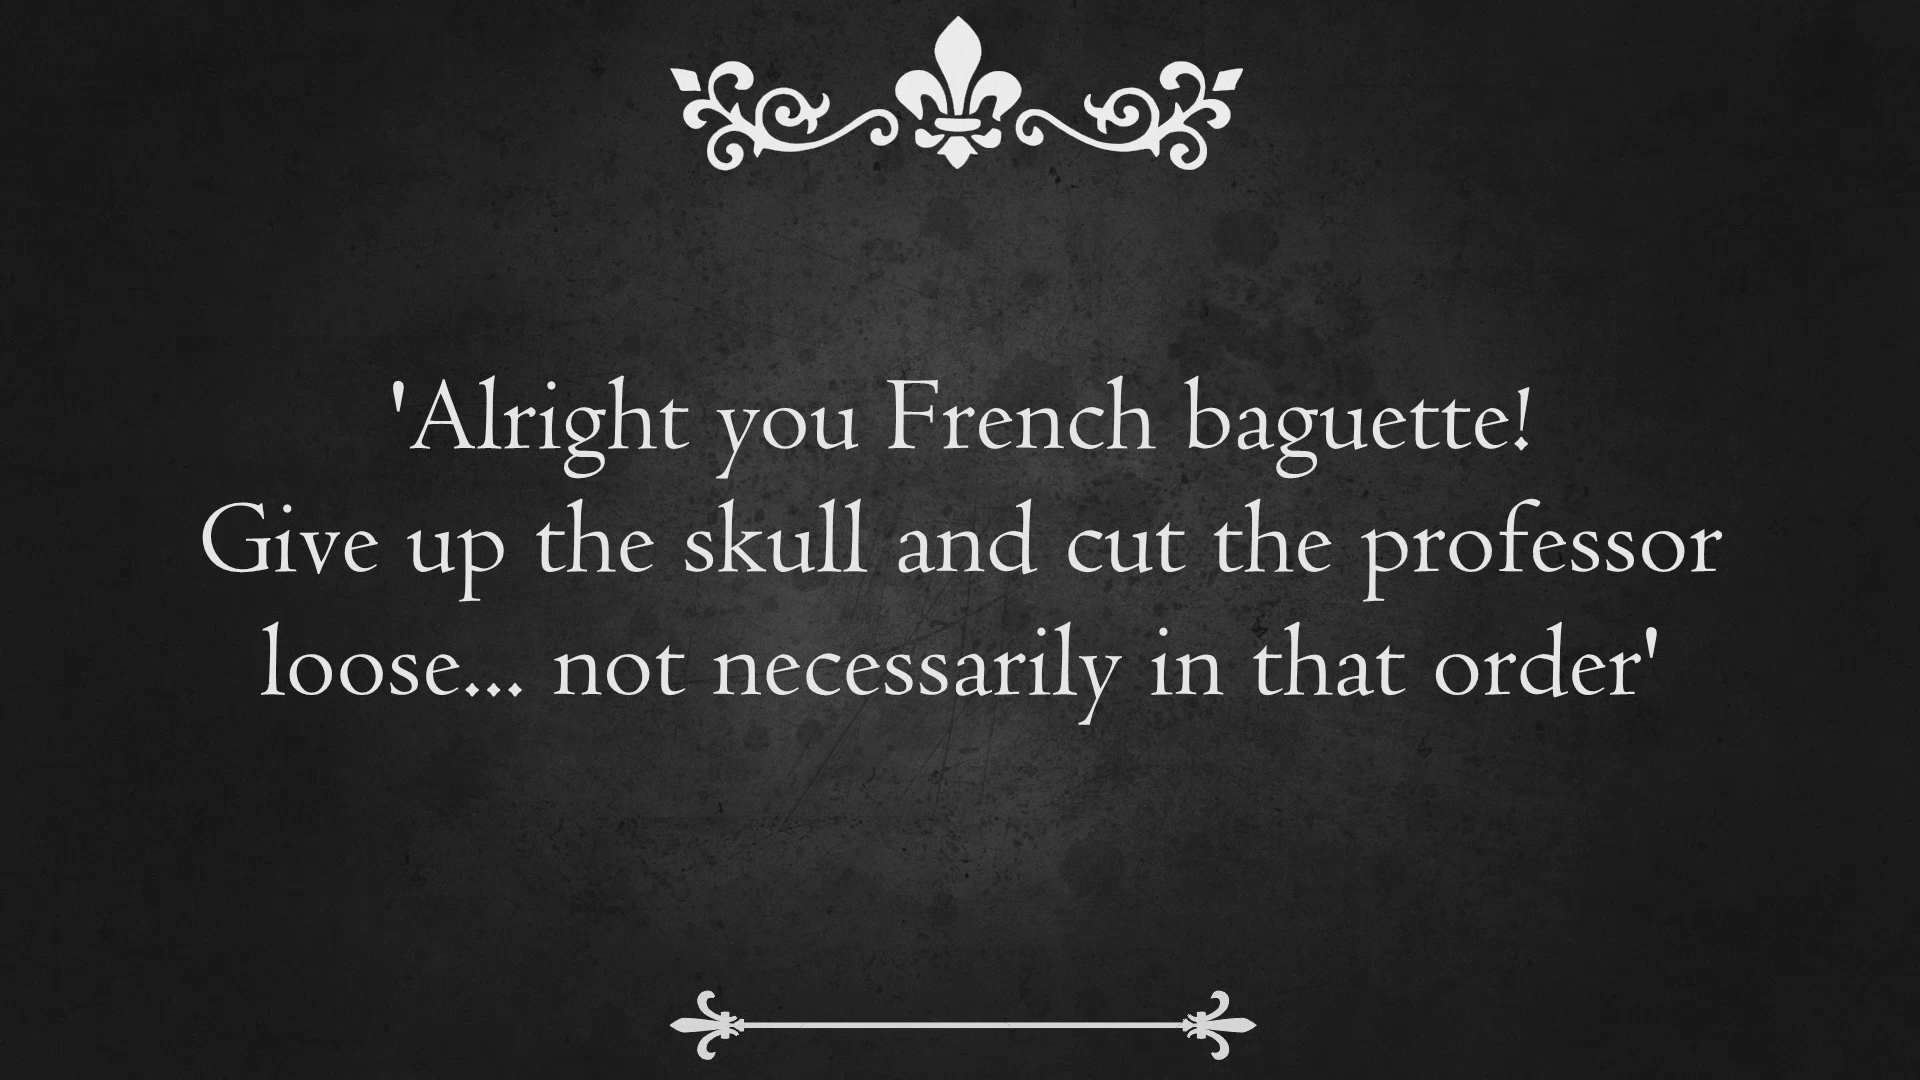 'Alright you French baguette!
Give up the skull and cut the professor
loose... not necessarily in that order'